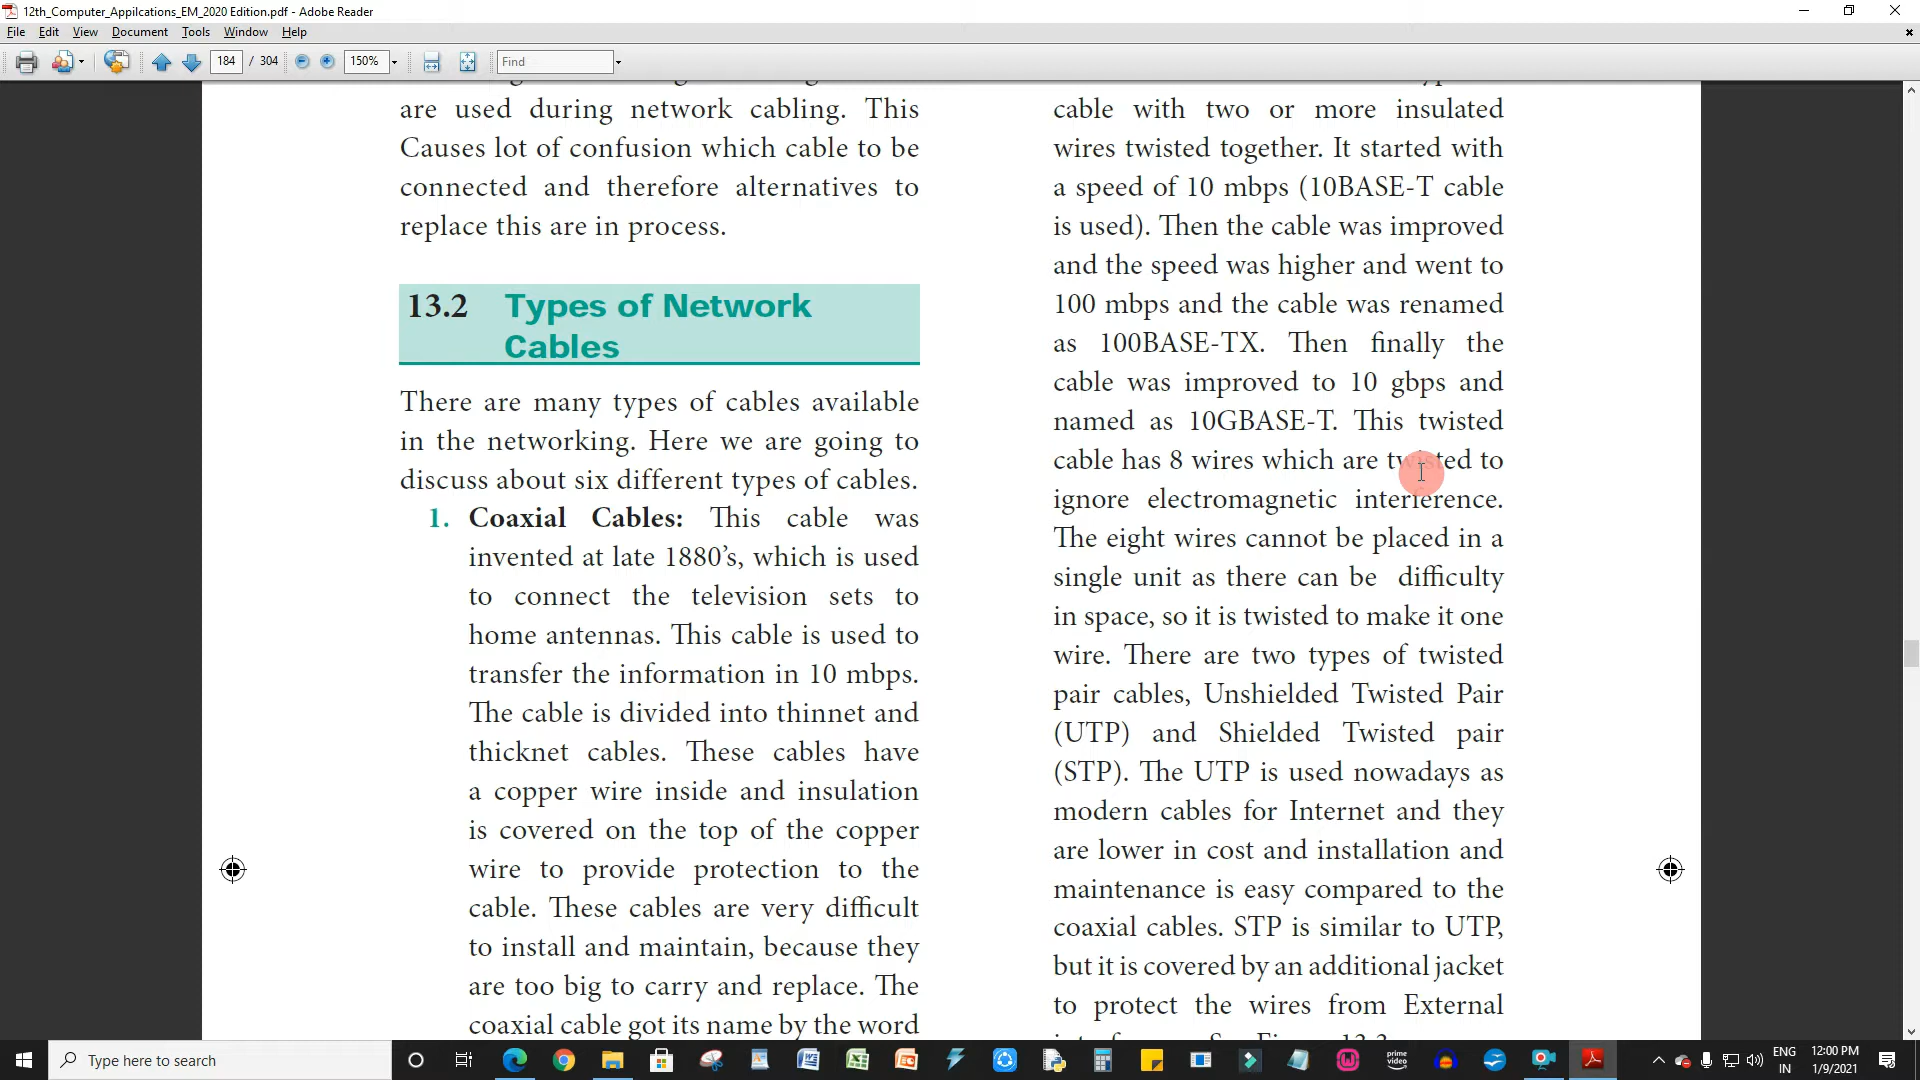 12th_Computer_Appilcations_EM_2020 Edition.pdf - Adobe Reader
File Edit View Document Tools Window Help
184 / 304 150% Find
are used during network cabling. This
Causes lot of confusion which cable to be
connected and therefore alternatives to
replace this are in process.
13.2 Types of Network
Cables
There are many types of cables available
in the networking. Here we are going to
discuss about six different types of cables.
1. Coaxial Cables: This cable was
invented at late 1880’s, which is used
to connect the television sets to
home antennas. This cable is used to
transfer the information in 10 mbps.
The cable is divided into thinnet and
thicknet cables. These cables have
a copper wire inside and insulation
is covered on the top of the copper
wire to provide protection to the
cable. These cables are very difficult
to install and maintain, because they
are too big to carry and replace. The
coaxial cable got its name by the word
cable with two or more insulated
wires twisted together. It started with
a speed of 10 mbps (10BASE-T cable
is used). Then the cable was improved
and the speed was higher and went to
100 mbps and the cable was renamed
as 100BASE-TX. Then finally the
cable was improved to 10 gbps and
named as 10GBASE-T. This twisted
cable has 8 wires which are twisted to
ignore electromagnetic interference.
The eight wires cannot be placed in a
single unit as there can be difficulty
in space, so it is twisted to make it one
wire. There are two types of twisted
pair cables, Unshielded Twisted Pair
(UTP) and Shielded Twisted pair
(STP). The UTP is used nowadays as
modern cables for Internet and they
are lower in cost and installation and
maintenance is easy compared to the
coaxial cables. STP is similar to UTP,
but it is covered by an additional jacket
to protect the wires from External
Type here to search
prime video
ENG
IN
12:00 PM
1/9/2021